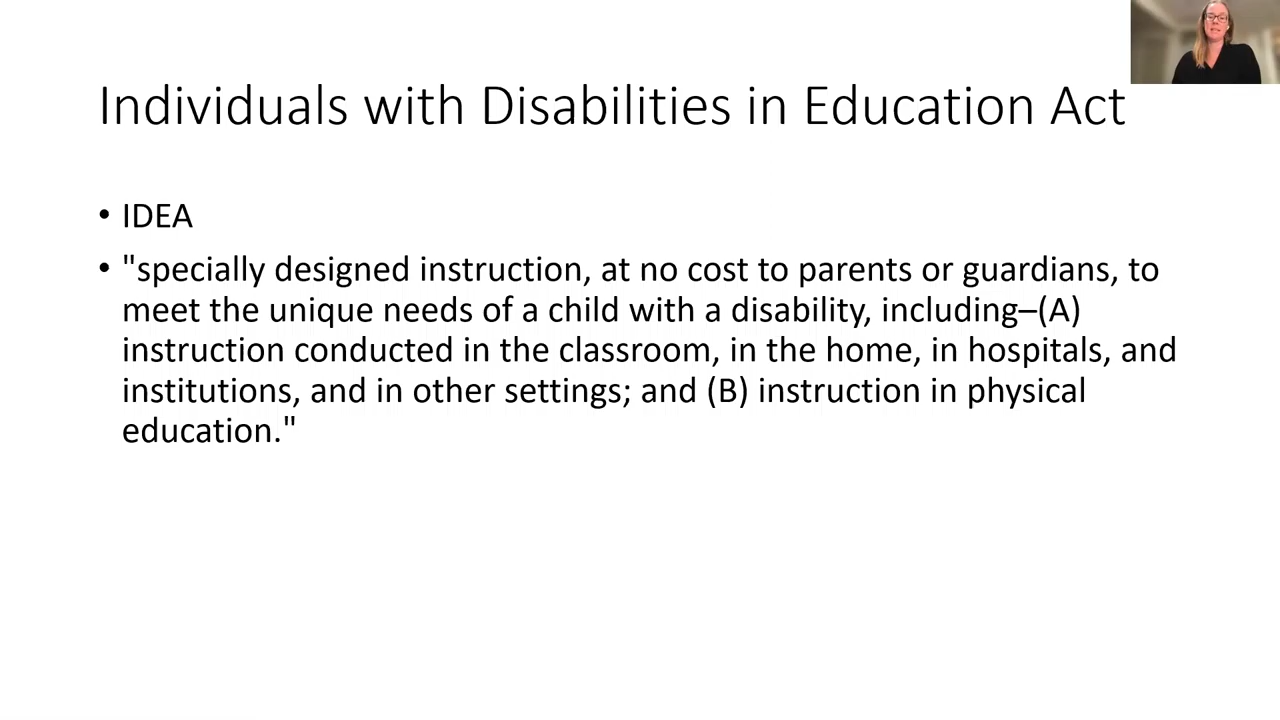 Individuals with Disabilities in Education Act
• IDEA
• "specially designed instruction, at no cost to parents or guardians, to
meet the unique needs of a child with a disability, including–(A)
instruction conducted in the classroom, in the home, in hospitals, and
institutions, and in other settings; and (B) instruction in physical
education."